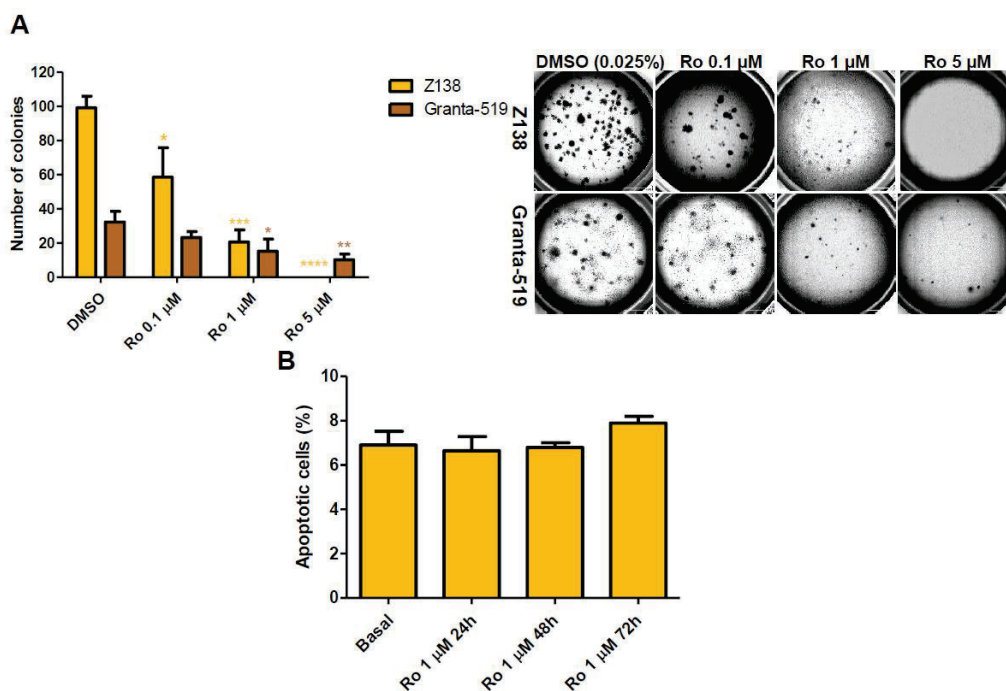 A
Number of colonies
120
100
80
60
40
20
0
*
***
*
****
**
DMSO
Ro 0.1 µM
Ro 1 µM
Ro 5 µM
Z138
Granta-519
DMSO (0.025%) Ro 0.1 µM Ro 1 µM Ro 5 µM
Z138
Granta-519
B
Apoptotic cells (%)
10
8
6
4
2
0
Basal
Ro 1 µM 24h
Ro 1 µM 48h
Ro 1 µM 72h